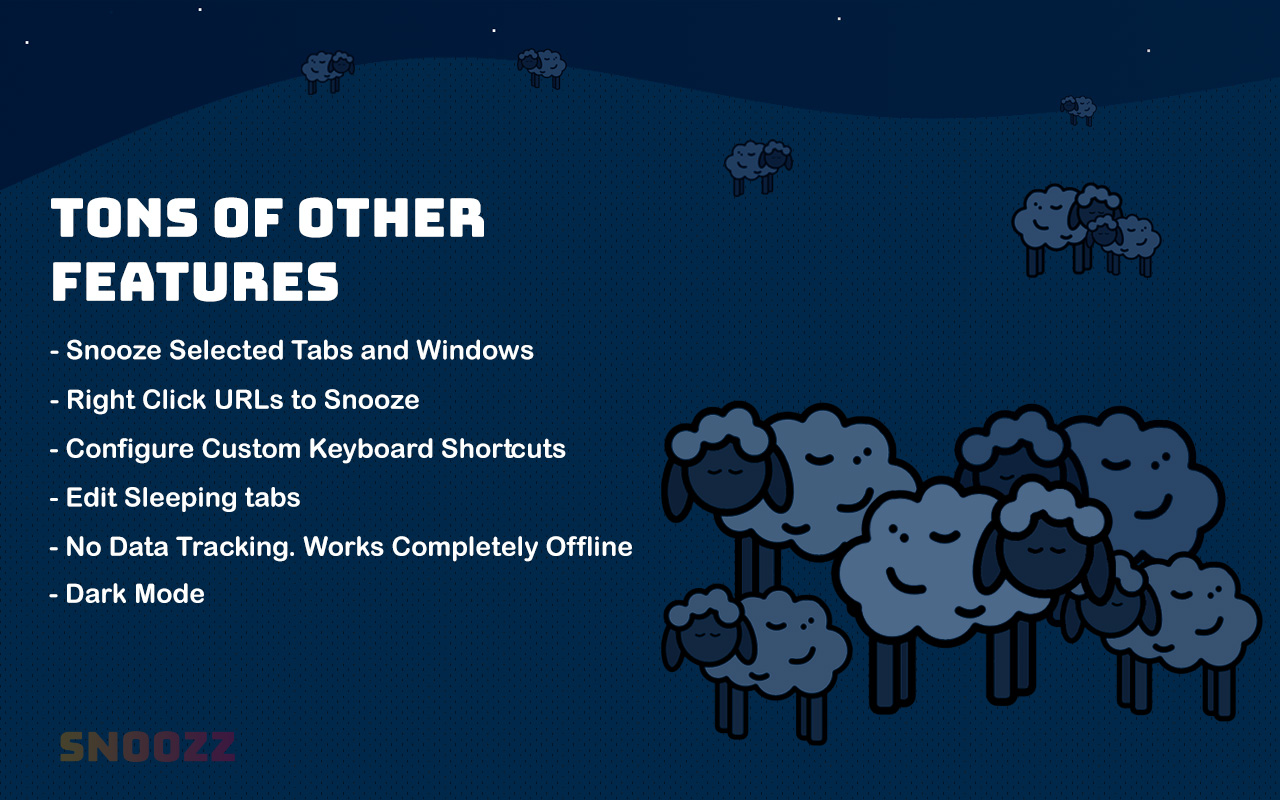 TONS OF OTHER
FEATURES
- Snooze Selected Tabs and Windows
- Right Click URLs to Snooze
- Configure Custom Keyboard Shortcuts
- Edit Sleeping tabs
- No Data Tracking. Works Completely Offline
- Dark Mode
SNOOZZ